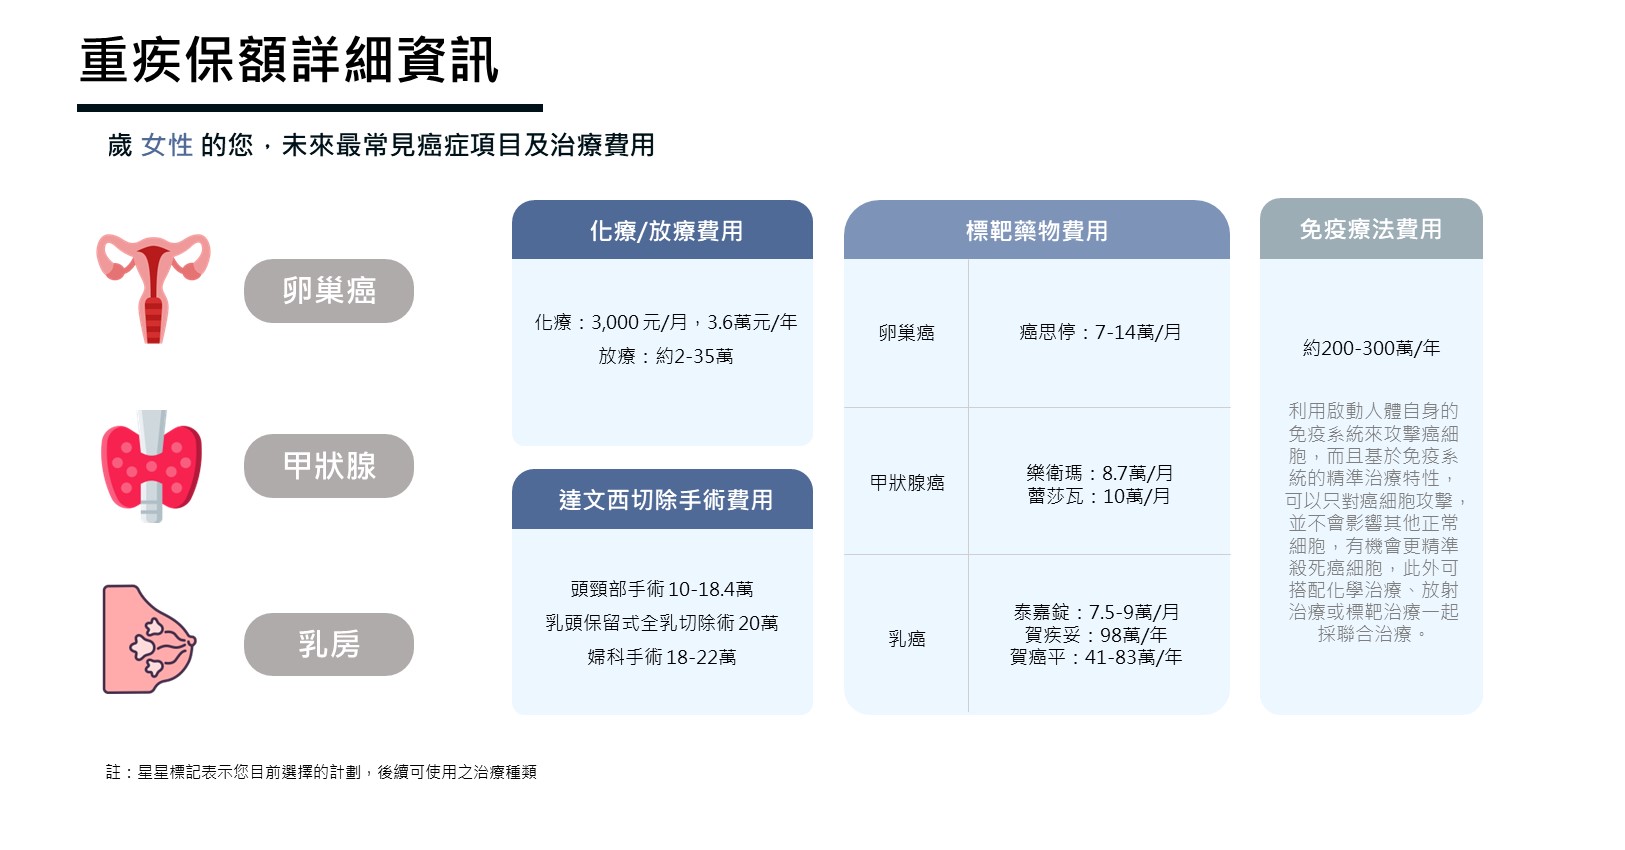 重疾保額詳細資訊
歲 女性 的您，未來最常見癌症項目及治療費用
卵巢癌
甲狀腺
乳房
化療/放療費用
化療：3,000元/月，3.6萬元/年
放療：約2-35萬
達文西切除手術費用
頭頸部手術10-18.4萬
乳頭保留式全乳切除術20萬
婦科手術18-22萬
標靶藥物費用
卵巢癌
癌思停：7-14萬/月
甲狀腺癌
樂衛瑪：8.7萬/月
蕾莎瓦：10萬/月
乳癌
泰嘉錠：7.5-9萬/月
賀疾妥：98萬/年
賀癌平：41-83萬/年
免疫療法費用
約200-300萬/年
利用啟動人體自身的
免疫系統來攻擊癌細
胞，而且基於免疫系
統的精準治療特性，
可以只對癌細胞攻擊，
並不會影響其他正常
細胞，有機會更精準
殺死癌細胞，此外可
搭配化學治療、放射
治療或標靶治療一起
採聯合治療。
註：星星標記表示您目前選擇的計劃，後續可使用之治療種類